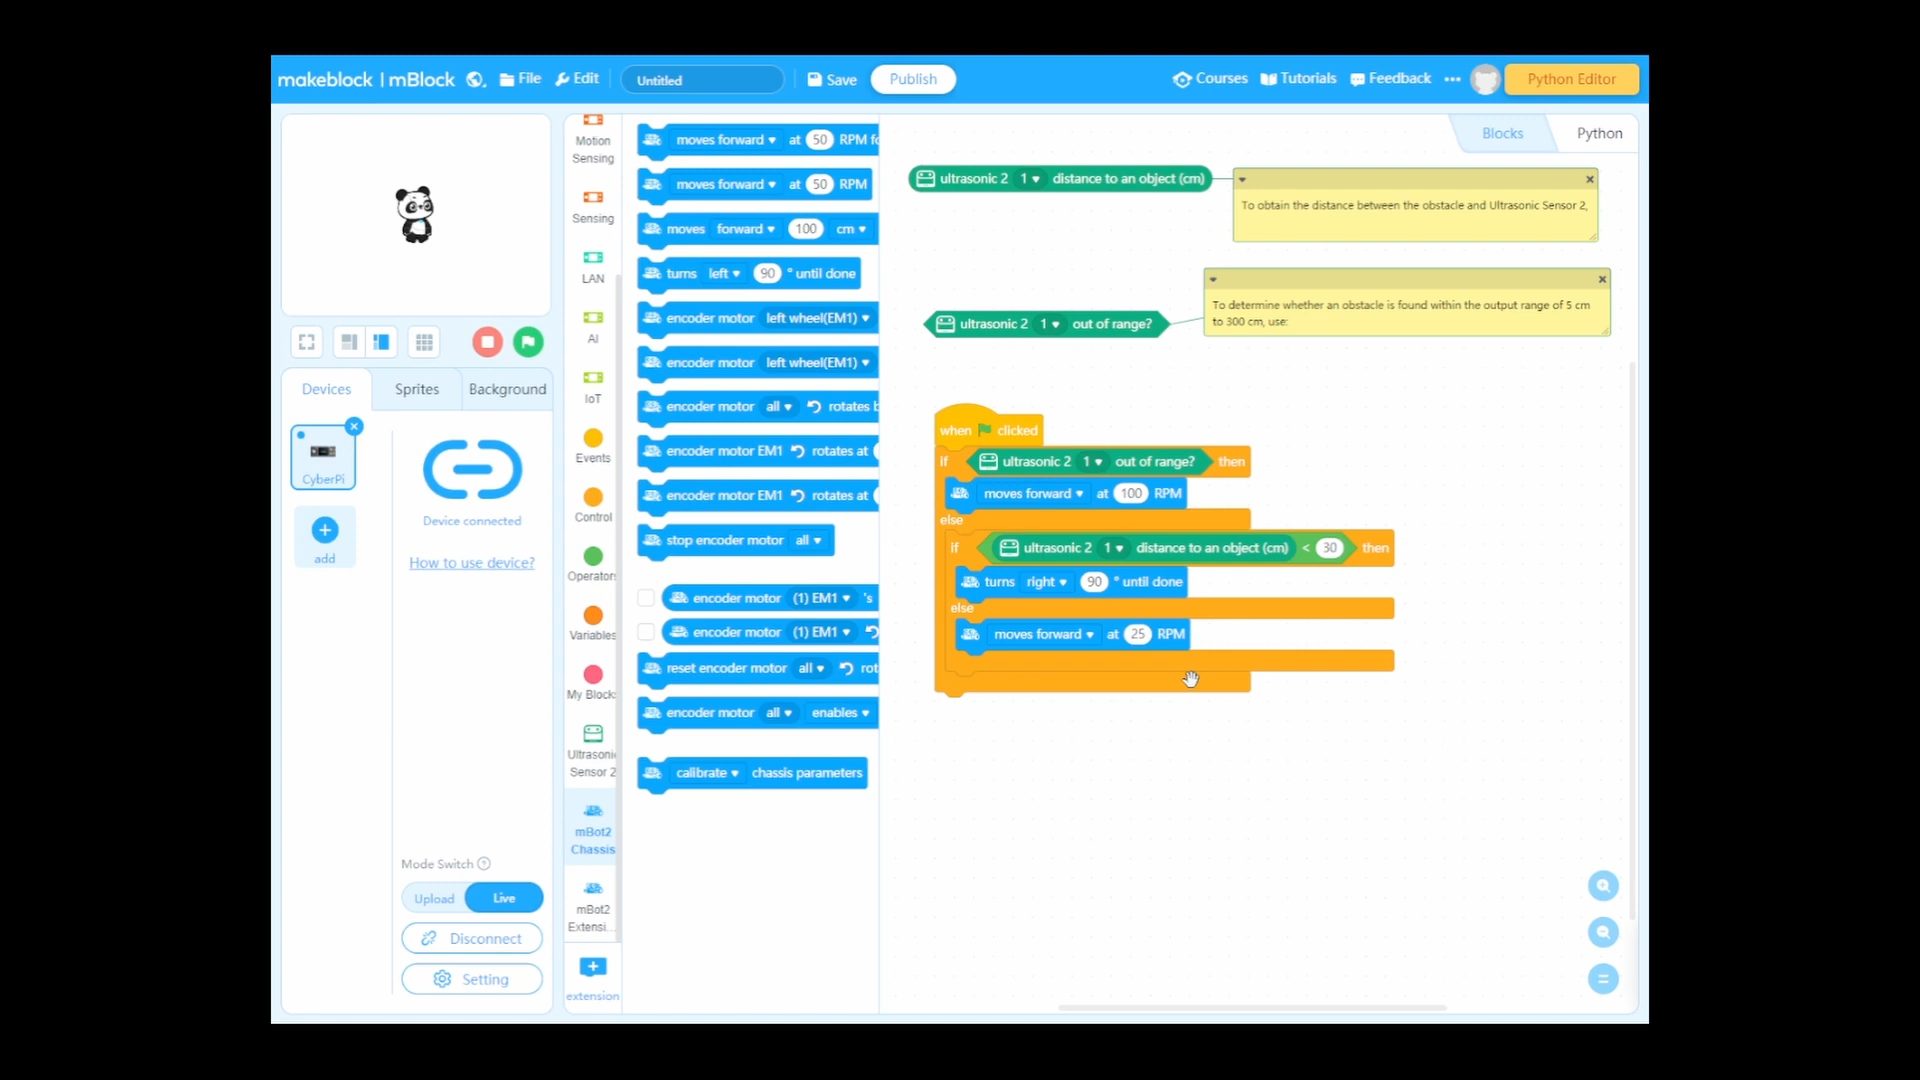 makeblock | mBlock
File
Edit
Untitled
Save
Publish
Courses
Tutorials
Feedback
Python Editor
Devices
Sprites
Background
CyberPi
add
Device connected
How to use device?
Mode Switch
Upload
Live
Disconnect
Setting
Motion
Sensing
Sensing
LAN
AI
IoT
Events
Control
Operators
Variables
My Blocks
Ultrasonic
Sensor 2
mBot2
Chassis
mBot2
Extensi...
extension
moves forward at 50 RPM fo
moves forward at 50 RPM
moves forward 100 cm
turns left 90 ° until done
encoder motor left wheel(EM1)
encoder motor left wheel(EM1)
encoder motor all rotates b
encoder motor EM1 rotates at
encoder motor EM1 rotates at
stop encoder motor all
encoder motor (1) EM1 's
encoder motor (1) EM1
reset encoder motor all rot
encoder motor all enables
calibrate chassis parameters
Blocks
Python
ultrasonic 2 1 distance to an object (cm)
To obtain the distance between the obstacle and Ultrasonic Sensor 2,
ultrasonic 2 1 out of range?
To determine whether an obstacle is found within the output range of 5 cm
to 300 cm, use:
when clicked
if ultrasonic 2 1 out of range? then
moves forward at 100 RPM
else
if ultrasonic 2 1 distance to an object (cm) < 30 then
turns right 90 ° until done
else
moves forward at 25 RPM